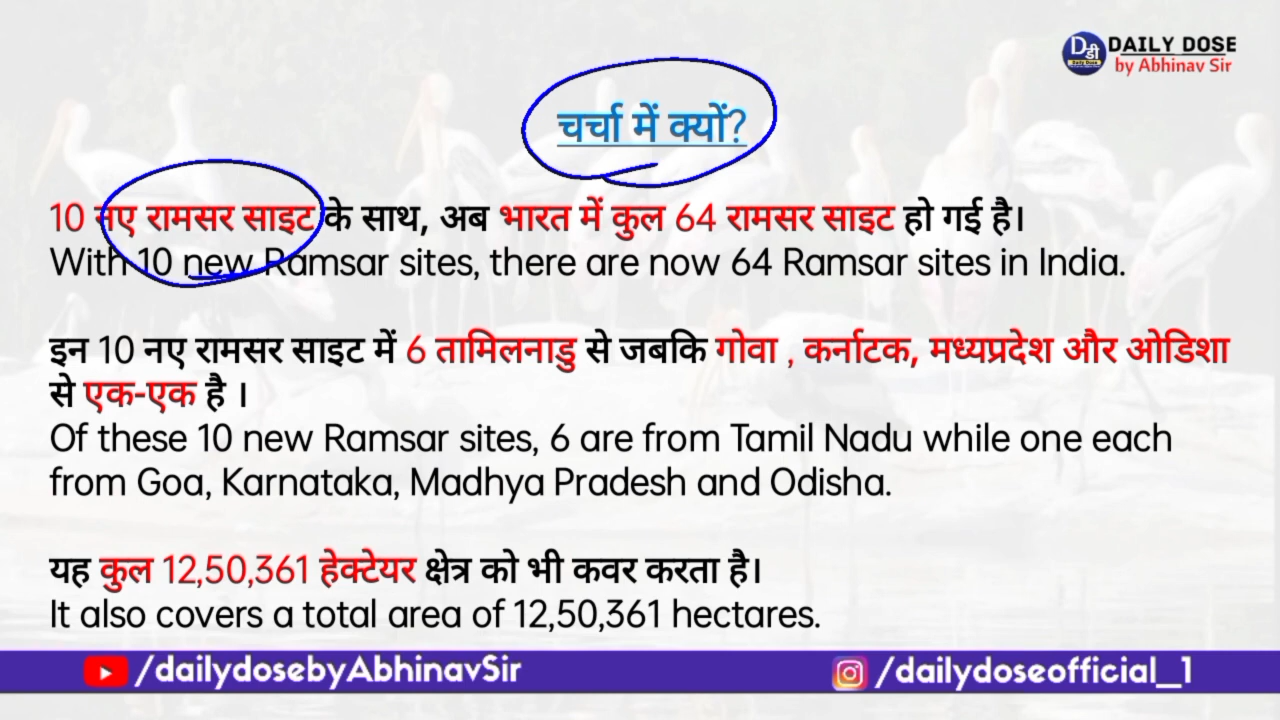 DAILY DOSE
by Abhinav Sir
चर्चा में क्यों?
10 नए रामसर साइट के साथ, अब भारत में कुल 64 रामसर साइट हो गई है।
With 10 new Ramsar sites, there are now 64 Ramsar sites in India.
इन 10 नए रामसर साइट में 6 तामिलनाडु से जबकि गोवा , कर्नाटक, मध्यप्रदेश और ओडिशा
से एक-एक है ।
Of these 10 new Ramsar sites, 6 are from Tamil Nadu while one each
from Goa, Karnataka, Madhya Pradesh and Odisha.
यह कुल 12,50,361 हेक्टेयर क्षेत्र को भी कवर करता है।
It also covers a total area of 12,50,361 hectares.
/dailydosebyAbhinavSir
/dailydoseofficial_1